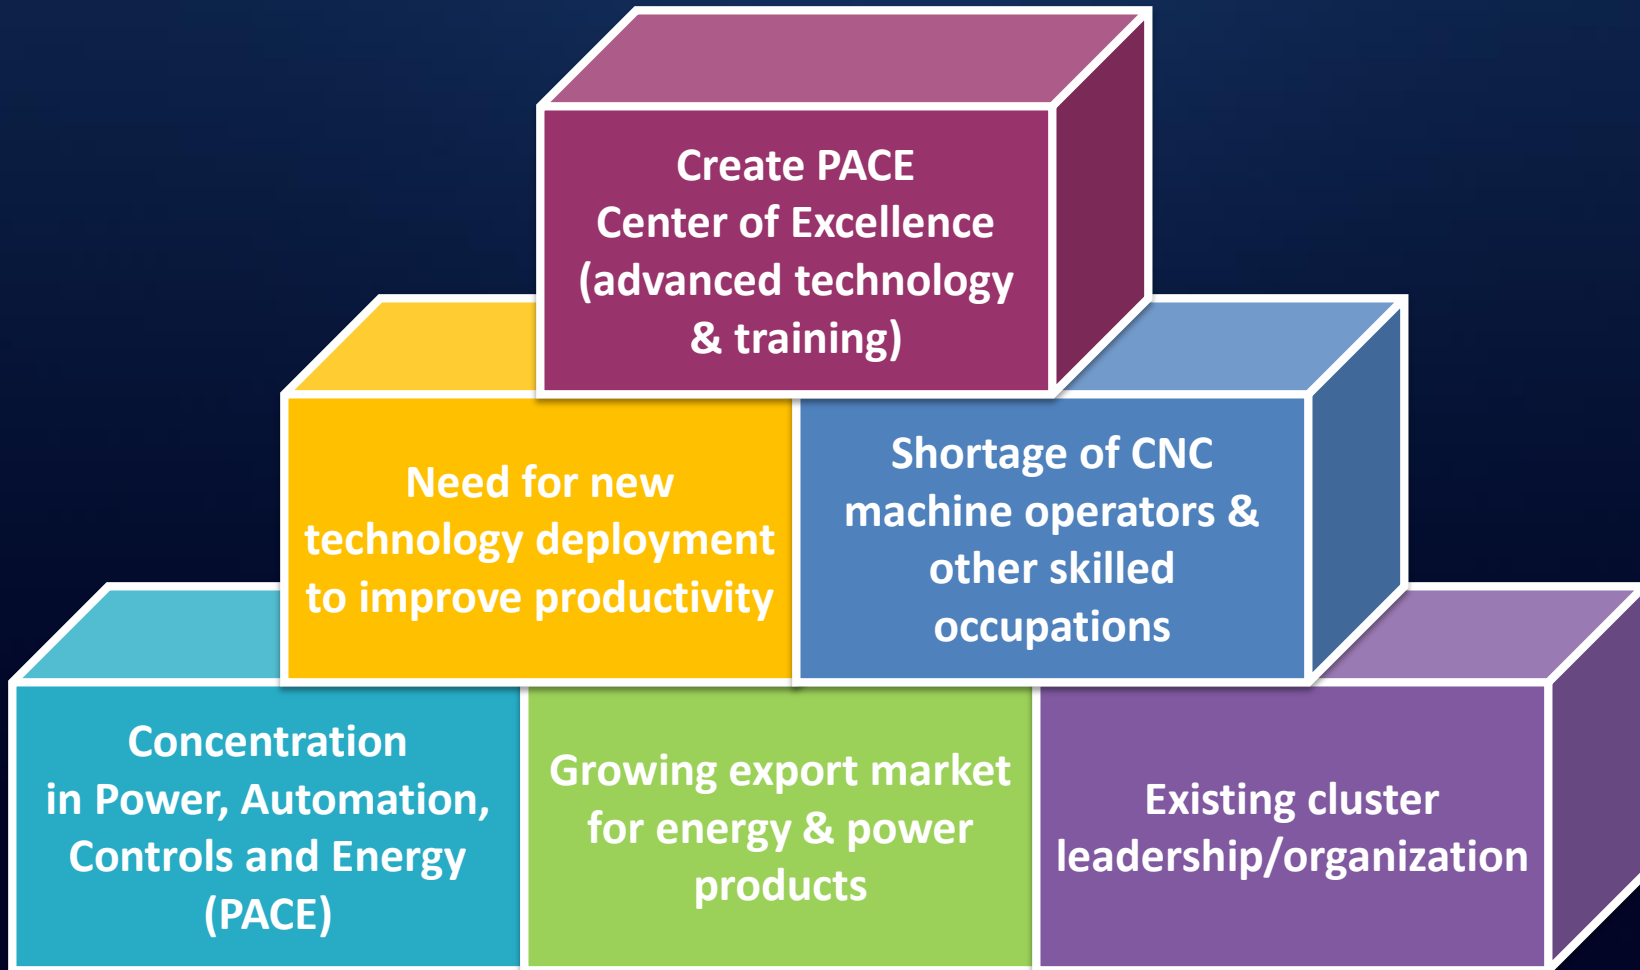 Create PACE
Center of Excellence
(advanced technology
& training)
Need for new
technology deployment
to improve productivity
Shortage of CNC
machine operators &
other skilled
occupations
Concentration
in Power, Automation,
Controls and Energy
(PACE)
Growing export market
for energy & power
products
Existing cluster
leadership/organization